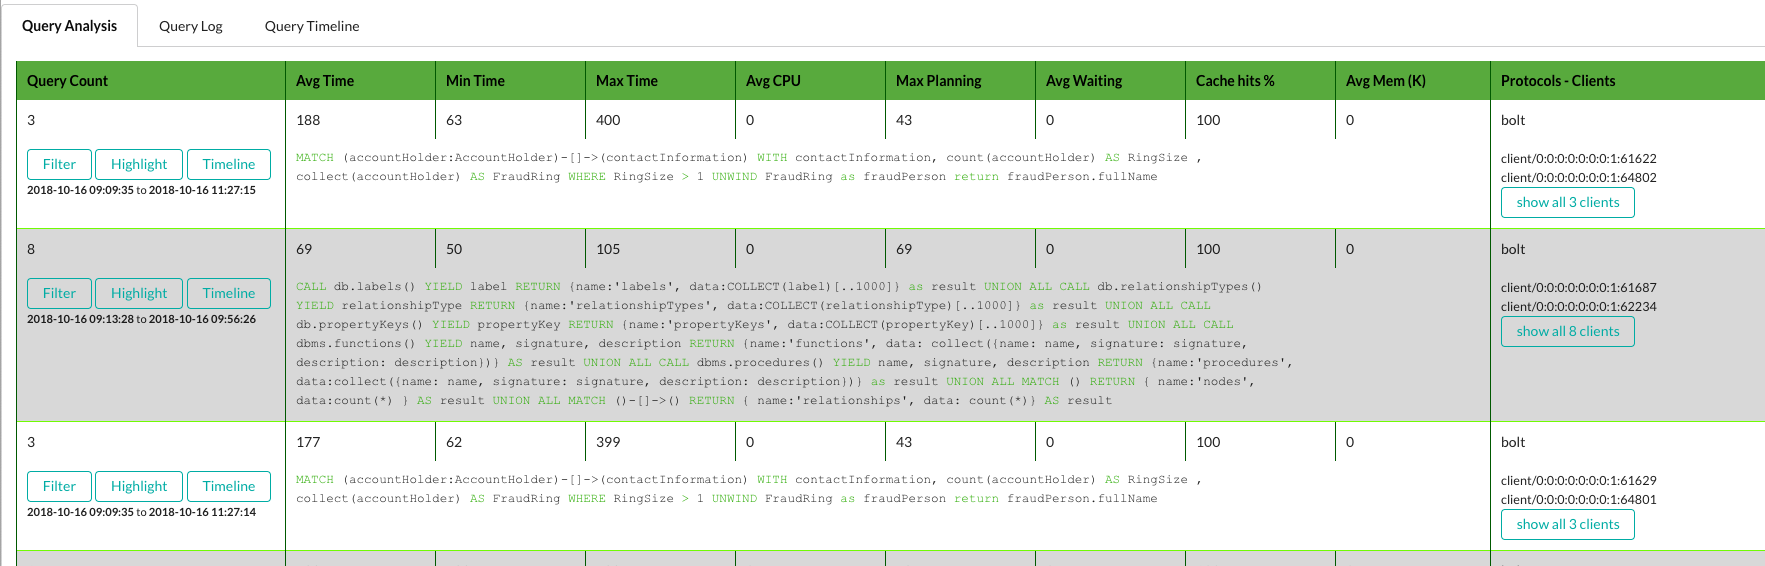 Query Analysis Query Log Query Timeline
Query Count Avg Time Min Time Max Time Avg CPU Max Planning Avg Waiting Cache hits % Avg Mem (K) Protocols - Clients
3 188 63 400 0 43 0 100 0 bolt
Filter Highlight Timeline
2018-10-16 09:09:35 to 2018-10-16 11:27:15
MATCH (accountHolder:AccountHolder)-[]->(contactInformation) WITH contactInformation, count(accountHolder) AS RingSize ,
collect(accountHolder) AS FraudRing WHERE RingSize > 1 UNWIND FraudRing as fraudPerson return fraudPerson.fullName
client/0:0:0:0:0:0:0:1:61622
client/0:0:0:0:0:0:0:1:64802
show all 3 clients
8 69 50 105 0 69 0 100 0 bolt
Filter Highlight Timeline
2018-10-16 09:13:28 to 2018-10-16 09:56:26
CALL db.labels() YIELD label RETURN {name:'labels', data:COLLECT(label)[..1000]} as result UNION ALL CALL db.relationshipTypes()
YIELD relationshipType RETURN {name:'relationshipTypes', data:COLLECT(relationshipType)[..1000]} as result UNION ALL CALL
db.propertyKeys() YIELD propertyKey RETURN {name:'propertyKeys', data:COLLECT(propertyKey)[..1000]} as result UNION ALL CALL
dbms.functions() YIELD name, signature, description RETURN {name:'functions', data: collect({name: name, signature: signature,
description: description})} AS result UNION ALL CALL dbms.procedures() YIELD name, signature, description RETURN {name:'procedures',
data:collect({name: name, signature: signature, description: description})} as result UNION ALL MATCH () RETURN { name:'nodes',
data:count(*) } AS result UNION ALL MATCH ()-[]->() RETURN { name:'relationships', data: count(*)} AS result
client/0:0:0:0:0:0:0:1:61687
client/0:0:0:0:0:0:0:1:62234
show all 8 clients
3 177 62 399 0 43 0 100 0 bolt
Filter Highlight Timeline
2018-10-16 09:09:35 to 2018-10-16 11:27:14
MATCH (accountHolder:AccountHolder)-[]->(contactInformation) WITH contactInformation, count(accountHolder) AS RingSize ,
collect(accountHolder) AS FraudRing WHERE RingSize > 1 UNWIND FraudRing as fraudPerson return fraudPerson.fullName
client/0:0:0:0:0:0:0:1:61629
client/0:0:0:0:0:0:0:1:64801
show all 3 clients